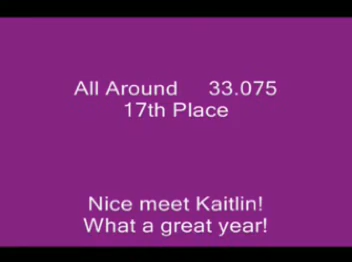 All Around 33.075
17th Place
Nice meet Kaitlin!
What a great year!